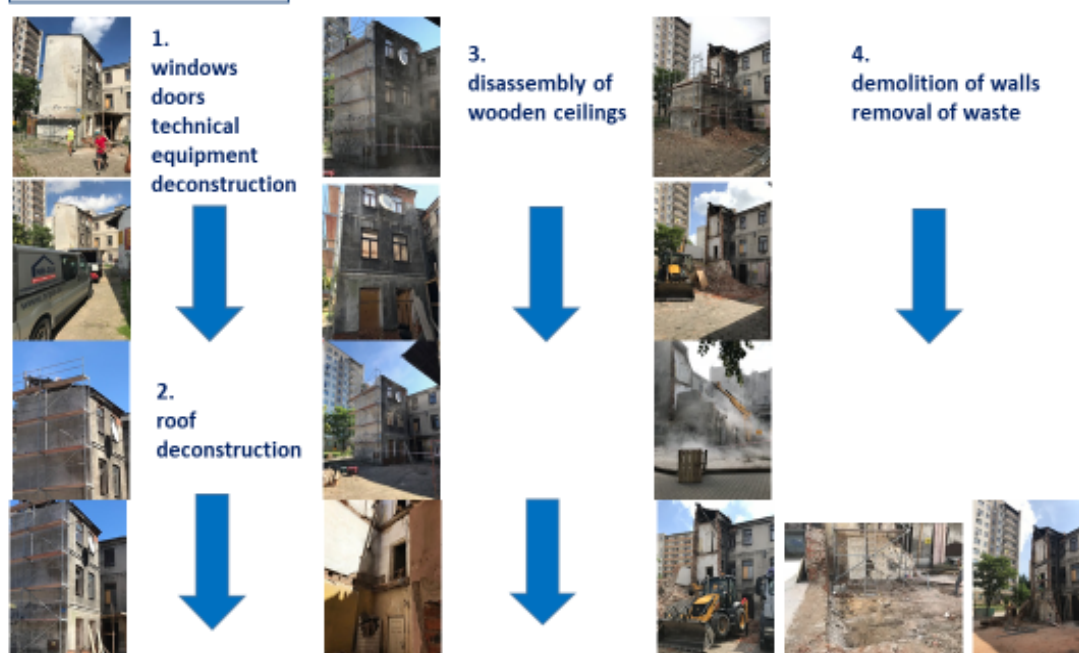 1.
windows
doors
technical
equipment
deconstruction
2.
roof
deconstruction
3.
disassembly of
wooden ceilings
4.
demolition of walls
removal of waste